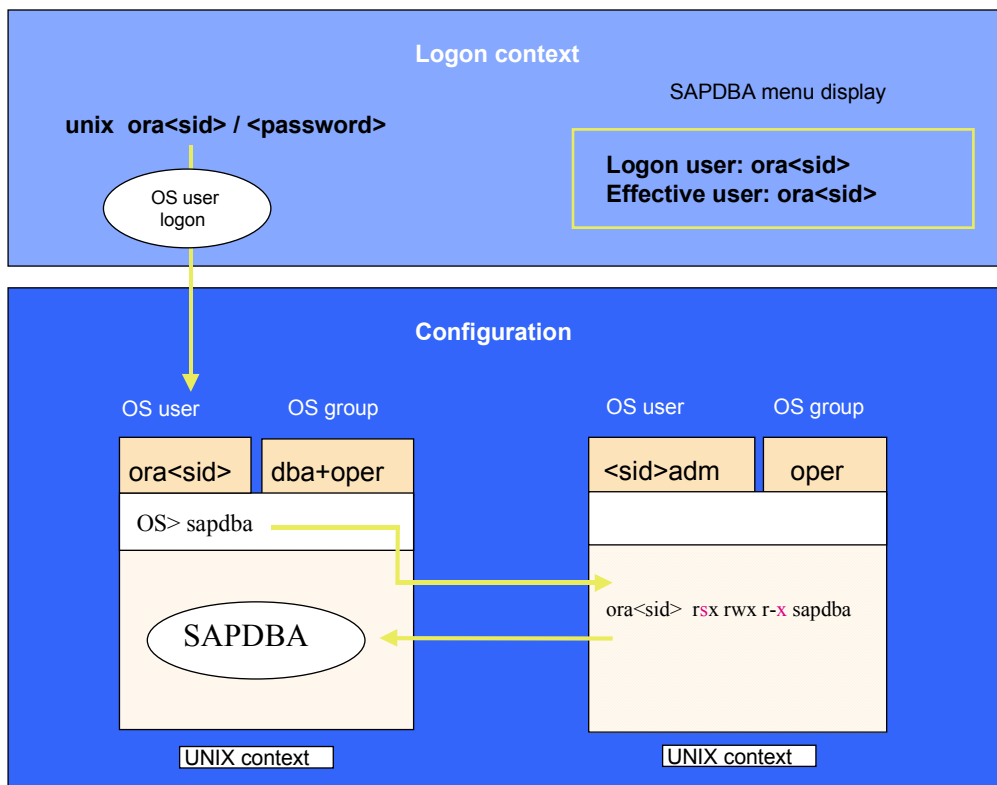 Logon context
SAPDBA menu display
unix ora<sid> / <password>
Logon user: ora<sid>
Effective user: ora<sid>
OS user
logon
Configuration
OS user
OS group
OS user
OS group
ora<sid>
dba+oper
<sid>adm
oper
OS> sapdba
ora<sid> rsx rwx r-x sapdba
SAPDBA
UNIX context
UNIX context